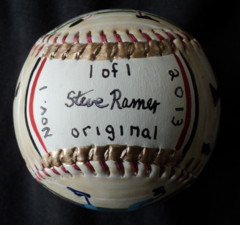 1 of 1
Steve Ramer
original
Nov. 1
2013